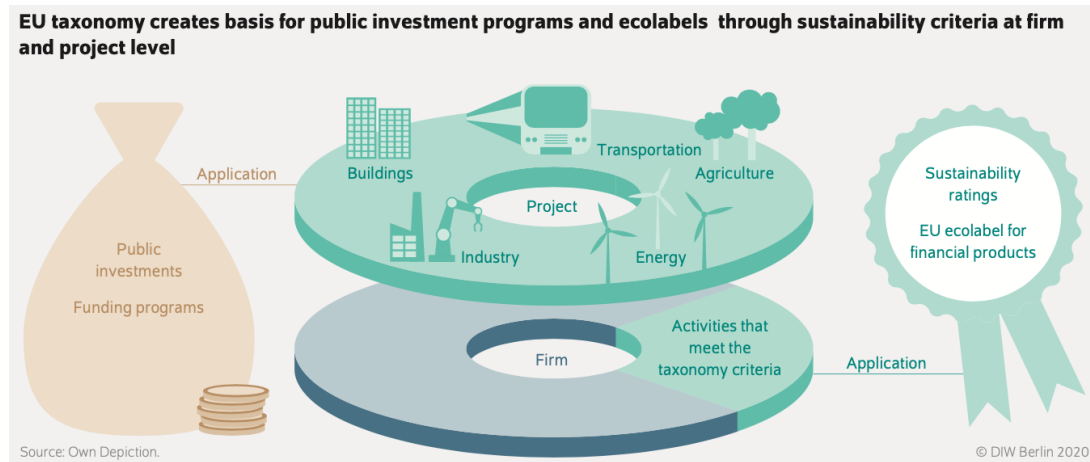 EU taxonomy creates basis for public investment programs and ecolabels through sustainability criteria at firm
and project level
Application
Public
investments
Funding programs
Buildings
Transportation
Agriculture
Project
Industry
Energy
Firm
Activities that
meet the
taxonomy criteria
Application
Sustainability
ratings
EU ecolabel for
financial products
Source: Own Depiction.
© DIW Berlin 2020